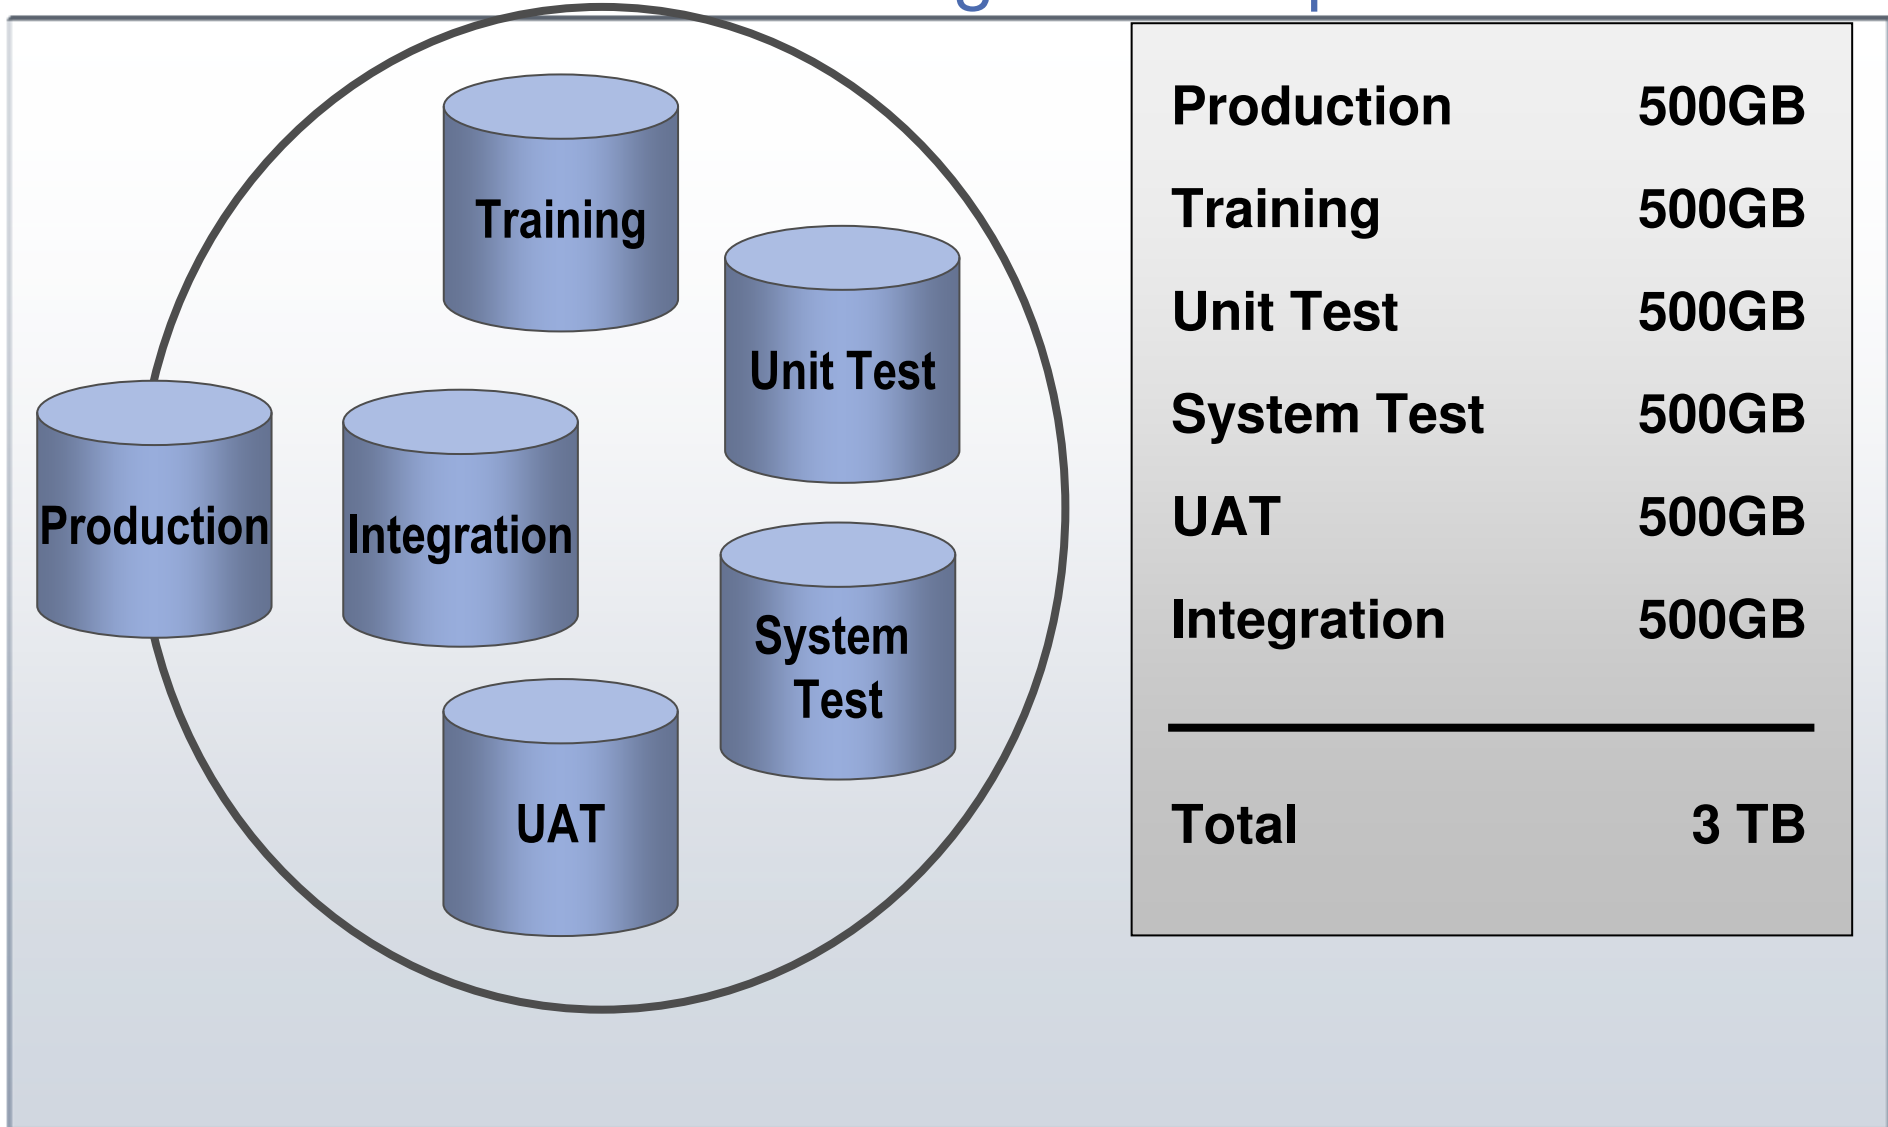 Training
Unit Test
Production
Integration
System
Test
UAT
Production 500GB
Training 500GB
Unit Test 500GB
System Test 500GB
UAT 500GB
Integration 500GB
Total 3 TB